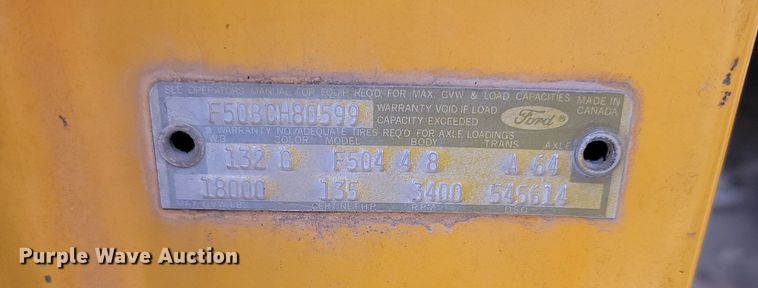 SEE OPERATORS MANUAL FOR EQUIP. REQ'D. FOR MAX. GVW & LOAD CAPACITIES
MADE IN
CANADA
F50BCH80599
WARRANTY VOID IF LOAD
CAPACITY EXCEEDED
Ford ®
WARRANTY NO. / ADEQUATE TIRES REQ'D FOR AXLE LOADINGS
W.B. COLOR MODEL BODY TRANS. AXLE
132 D F504 4 8 A 64
18000 135 3400 545614
R.P.M. DSO
Purple Wave Auction®